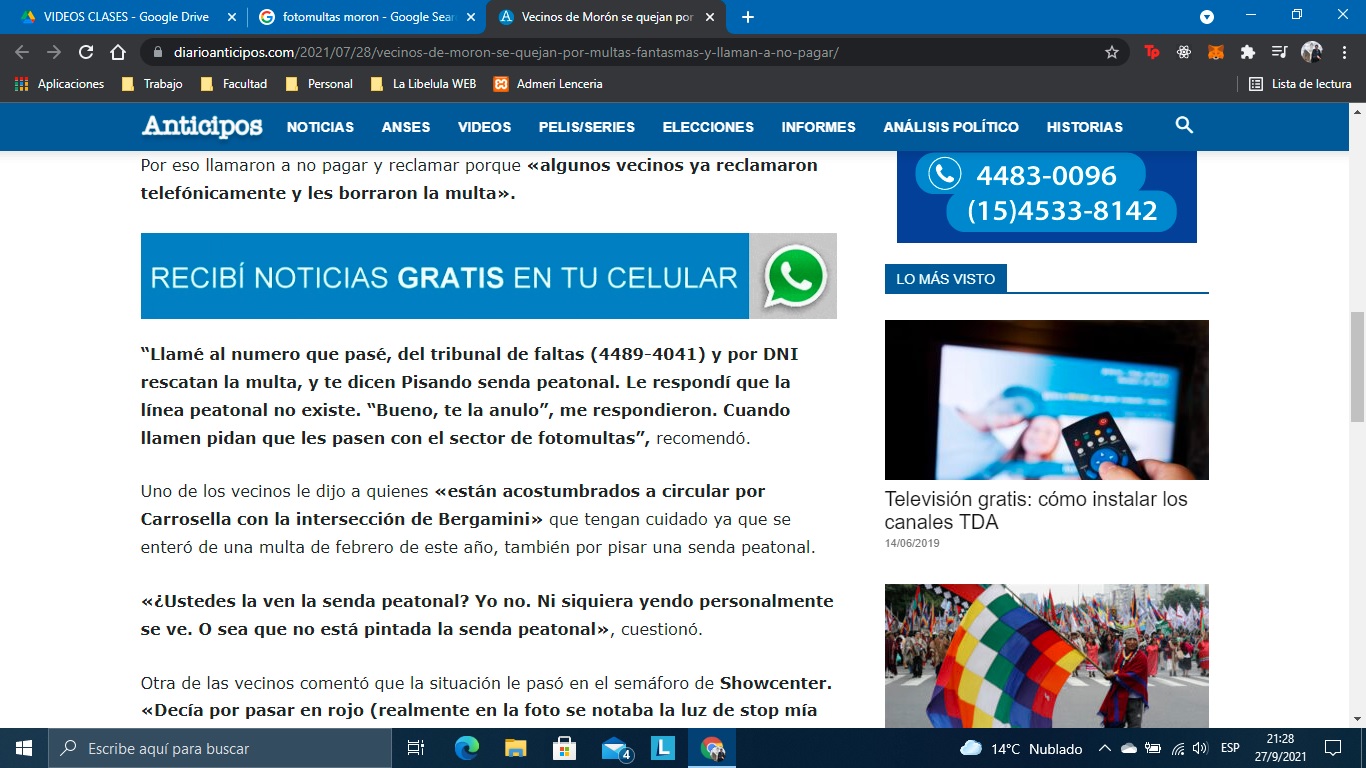 VIDEOS CLASES - Google Drive
fotomultas moron - Google Sear
Vecinos de Morón se quejan por
diarioanticipos.com/2021/07/28/vecinos-de-moron-se-quejan-por-multas-fantasmas-y-llaman-a-no-pagar/
Tp
Aplicaciones Trabajo Facultad Personal La Libelula WEB Admeri Lenceria Lista de lectura
Anticipos NOTICIAS ANSES VIDEOS PELIS/SERIES ELECCIONES INFORMES ANÁLISIS POLÍTICO HISTORIAS
Por eso llamaron a no pagar y reclamar porque «algunos vecinos ya reclamaron
telefónicamente y les borraron la multa».
RECIBÍ NOTICIAS GRATIS EN TU CELULAR
“Llamé al numero que pasé, del tribunal de faltas (4489-4041) y por DNI
rescatan la multa, y te dicen Pisando senda peatonal. Le respondí que la
línea peatonal no existe. “Bueno, te la anulo”, me respondieron. Cuando
llamen pidan que les pasen con el sector de fotomultas”, recomendó.
Uno de los vecinos le dijo a quienes «están acostumbrados a circular por
Carrosella con la intersección de Bergamini» que tengan cuidado ya que se
enteró de una multa de febrero de este año, también por pisar una senda peatonal.
«¿Ustedes la ven la senda peatonal? Yo no. Ni siquiera yendo personalmente
se ve. O sea que no está pintada la senda peatonal», cuestionó.
Otra de las vecinos comentó que la situación le pasó en el semáforo de Showcenter.
«Decía por pasar en rojo (realmente en la foto se notaba la luz de stop mía
4483-0096
(15)4533-8142
LO MÁS VISTO
Televisión gratis: cómo instalar los
canales TDA
14/06/2019
Escribe aquí para buscar
4
L
14°C Nublado
ESP
21:28
27/9/2021